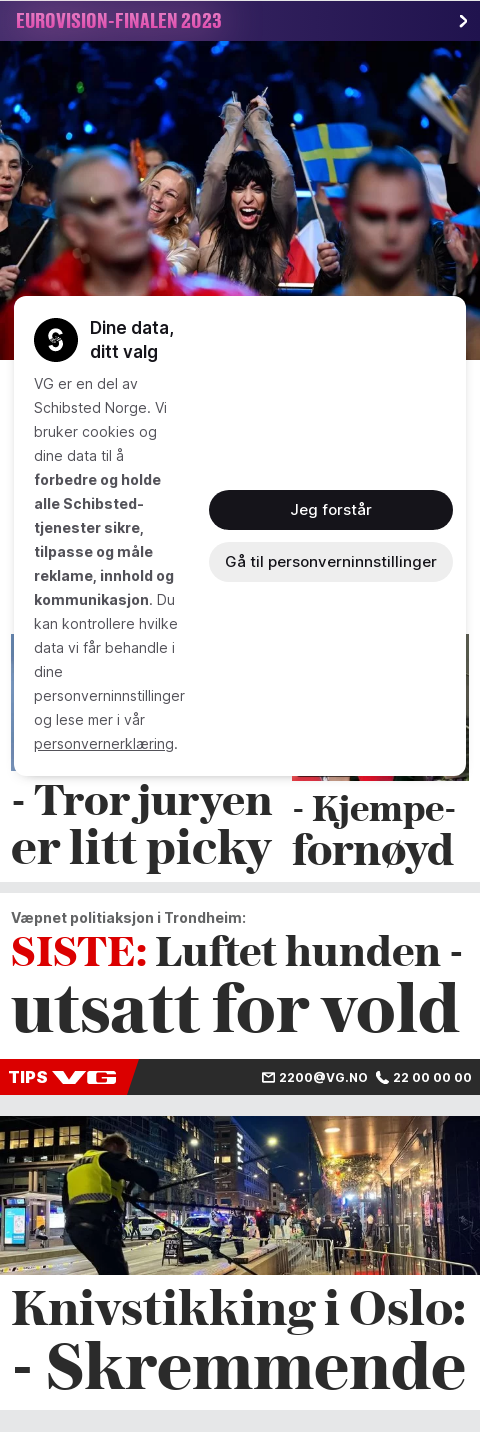 EUROVISION-FINALEN 2023
Dine data,
ditt valg
VG er en del av
Schibsted Norge. Vi
bruker cookies og
dine data til å
forbedre og holde
alle Schibsted-
tjenester sikre,
tilpasse og måle
reklame, innhold og
kommunikasjon. Du
kan kontrollere hvilke
data vi får behandle i
dine
personverninnstillinger
og lese mer i vår
personvernerklæring.
Jeg forstår
Gå til personverninnstillinger
- Tror juryen
er litt picky
- Kjempe-
fornøyd
Væpnet politiaksjon i Trondheim:
SISTE: Luftet hunden -
utsatt for vold
TIPS VG
2200@VG.NO 22 00 00 00
Knivstikking i Oslo:
- Skremmende